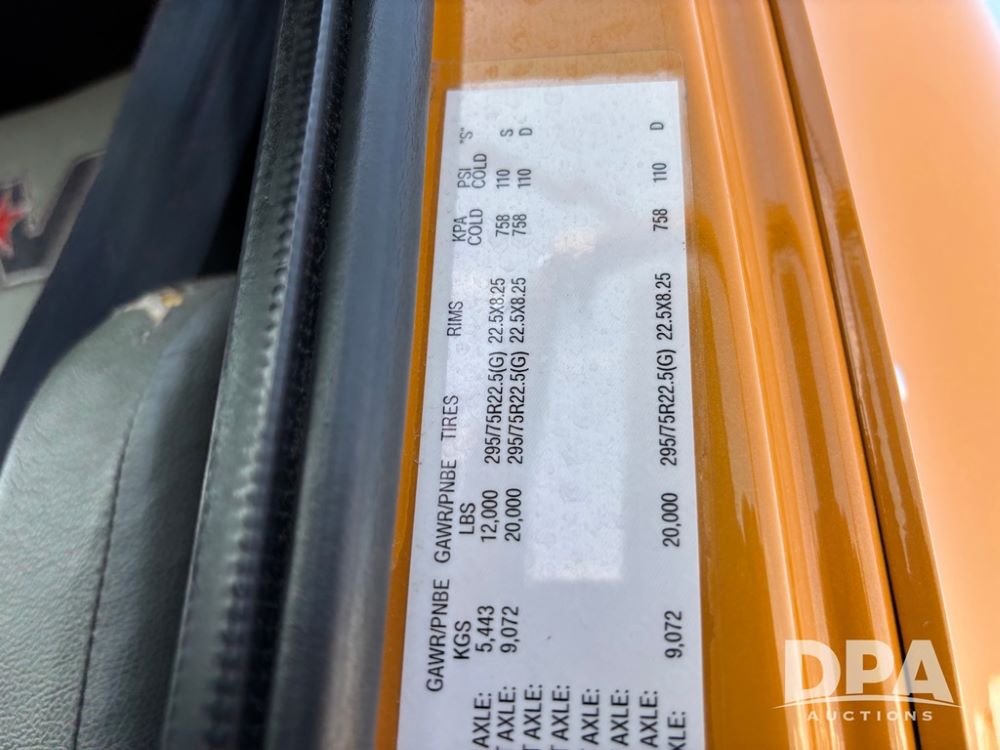 GAWR/PNBE GAWR/PNBE TIRES RIMS KPA PSI "S"
KGS LBS COLD COLD
AXLE: 5,443 12,000 295/75R22.5(G) 22.5X8.25 758 110 S
T AXLE: 9,072 20,000 295/75R22.5(G) 22.5X8.25 758 110 D
T AXLE:
T AXLE:
T AXLE:
AXLE:
AXLE:
AXLE: 9,072 20,000 295/75R22.5(G) 22.5X8.25 758 110 D
XLE:
DPA
AUCTIONS